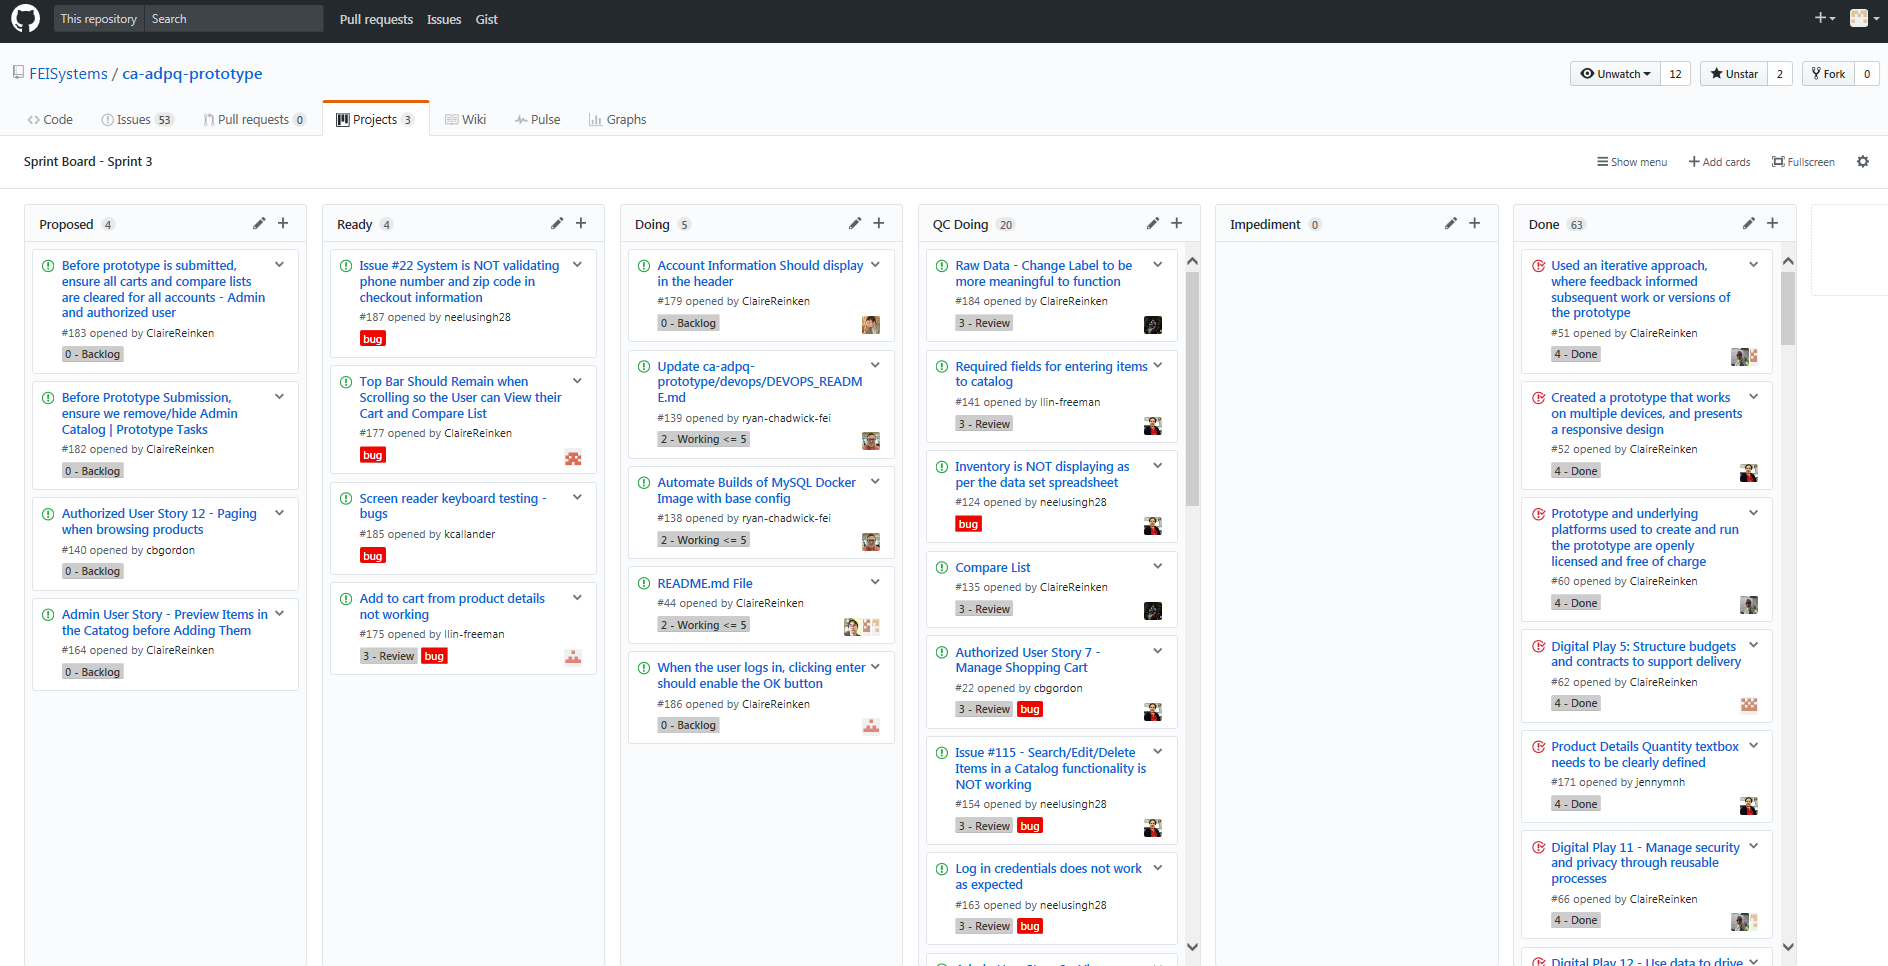 This repository Search Pull requests Issues Gist
FEISystems / ca-adpq-prototype
Unwatch 12 Unstar 2 Fork 0
Code Issues 53 Pull requests 0 Projects 3 Wiki Pulse Graphs
Sprint Board - Sprint 3
Show menu Add cards Fullscreen
Proposed 4
Before prototype is submitted,
ensure all carts and compare lists
are cleared for all accounts - Admin
and authorized user
#183 opened by ClaireReinken
0 - Backlog
Before Prototype Submission,
ensure we remove/hide Admin
Catalog | Prototype Tasks
#182 opened by ClaireReinken
0 - Backlog
Authorized User Story 12 - Paging
when browsing products
#140 opened by cbgordon
0 - Backlog
Admin User Story - Preview Items in
the Catatog before Adding Them
#164 opened by ClaireReinken
0 - Backlog
Ready 4
Issue #22 System is NOT validating
phone number and zip code in
checkout information
#187 opened by neelusingh28
bug
Top Bar Should Remain when
Scrolling so the User can View their
Cart and Compare List
#177 opened by ClaireReinken
bug
Screen reader keyboard testing -
bugs
#185 opened by kcallander
bug
Add to cart from product details
not working
#175 opened by llin-freeman
3 - Review bug
Doing 5
Account Information Should display
in the header
#179 opened by ClaireReinken
0 - Backlog
Update ca-adpq-
prototype/devops/DEVOPS_READM
E.md
#139 opened by ryan-chadwick-fei
2 - Working <= 5
Automate Builds of MySQL Docker
Image with base config
#138 opened by ryan-chadwick-fei
2 - Working <= 5
README.md File
#44 opened by ClaireReinken
2 - Working <= 5
When the user logs in, clicking enter
should enable the OK button
#186 opened by ClaireReinken
0 - Backlog
QC Doing 20
Raw Data - Change Label to be
more meaningful to function
#184 opened by ClaireReinken
3 - Review
Required fields for entering items
to catalog
#141 opened by llin-freeman
3 - Review
Inventory is NOT displaying as
per the data set spreadsheet
#124 opened by neelusingh28
bug
Compare List
#135 opened by ClaireReinken
3 - Review
Authorized User Story 7 -
Manage Shopping Cart
#22 opened by cbgordon
3 - Review bug
Issue #115 - Search/Edit/Delete
Items in a Catalog functionality is
NOT working
#154 opened by neelusingh28
3 - Review bug
Log in credentials does not work
as expected
#163 opened by neelusingh28
3 - Review bug
Impediment 0
Done 63
Used an iterative approach,
where feedback informed
subsequent work or versions of
the prototype
#51 opened by ClaireReinken
4 - Done
Created a prototype that works
on multiple devices, and presents
a responsive design
#52 opened by ClaireReinken
4 - Done
Prototype and underlying
platforms used to create and run
the prototype are openly
licensed and free of charge
#60 opened by ClaireReinken
4 - Done
Digital Play 5: Structure budgets
and contracts to support delivery
#62 opened by ClaireReinken
4 - Done
Product Details Quantity textbox
needs to be clearly defined
#171 opened by jennymnh
4 - Done
Digital Play 11 - Manage security
and privacy through reusable
processes
#66 opened by ClaireReinken
4 - Done
Digital Play 12 - Use data to drive